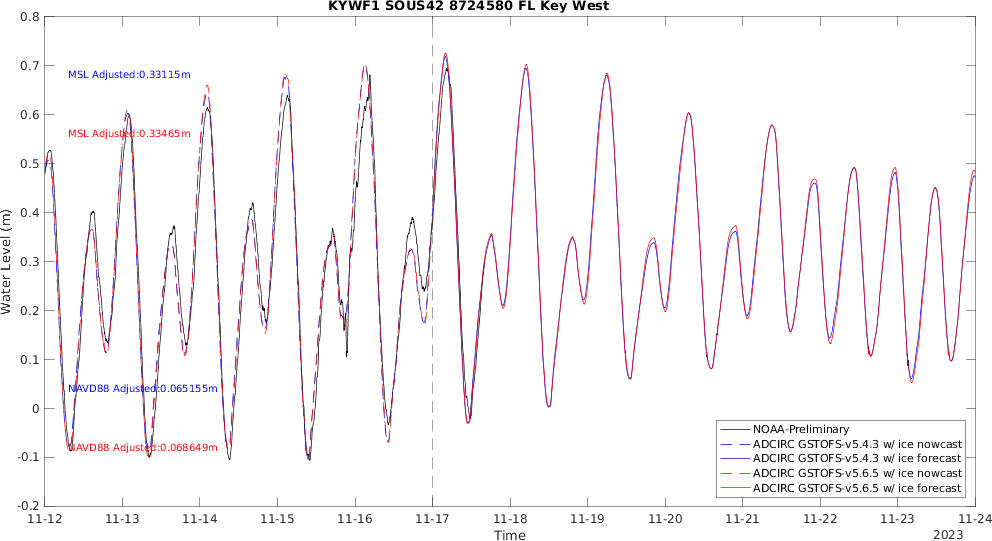 KYWF1 SOUS42 8724580 FL Key West
0.8
0.7
0.6
0.5
0.4
0.3
0.2
0.1
0
-0.1
-0.2
Water Level (m)
MSL Adjusted:0.33115m
MSL Adjusted:0.33465m
NAVD88 Adjusted:0.065155m
NAVD88 Adjusted:0.068649m
NOAA-Preliminary
ADCIRC GSTOFS-v5.4.3 w/ ice nowcast
ADCIRC GSTOFS-v5.4.3 w/ ice forecast
ADCIRC GSTOFS-v5.6.5 w/ ice nowcast
ADCIRC GSTOFS-v5.6.5 w/ ice forecast
11-12 11-13 11-14 11-15 11-16 11-17 11-18 11-19 11-20 11-21 11-22 11-23 11-24
Time
2023